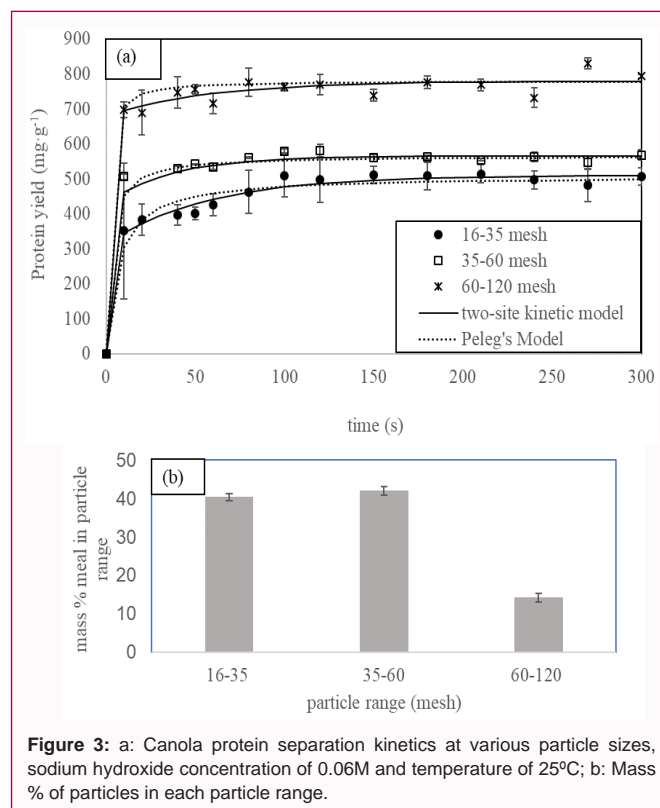 900
800
700
600
500
400
300
200
100
0
(a)
Protein yield (mg·g⁻¹)
16-35 mesh
35-60 mesh
60-120 mesh
two-site kinetic model
Peleg's Model
0 50 100 150 200 250 300
time (s)
50
40
30
20
10
0
(b)
mass % meal in particle
range
16-35 35-60 60-120
particle range (mesh)
Figure 3: a: Canola protein separation kinetics at various particle sizes,
sodium hydroxide concentration of 0.06M and temperature of 25ºC; b: Mass
% of particles in each particle range.